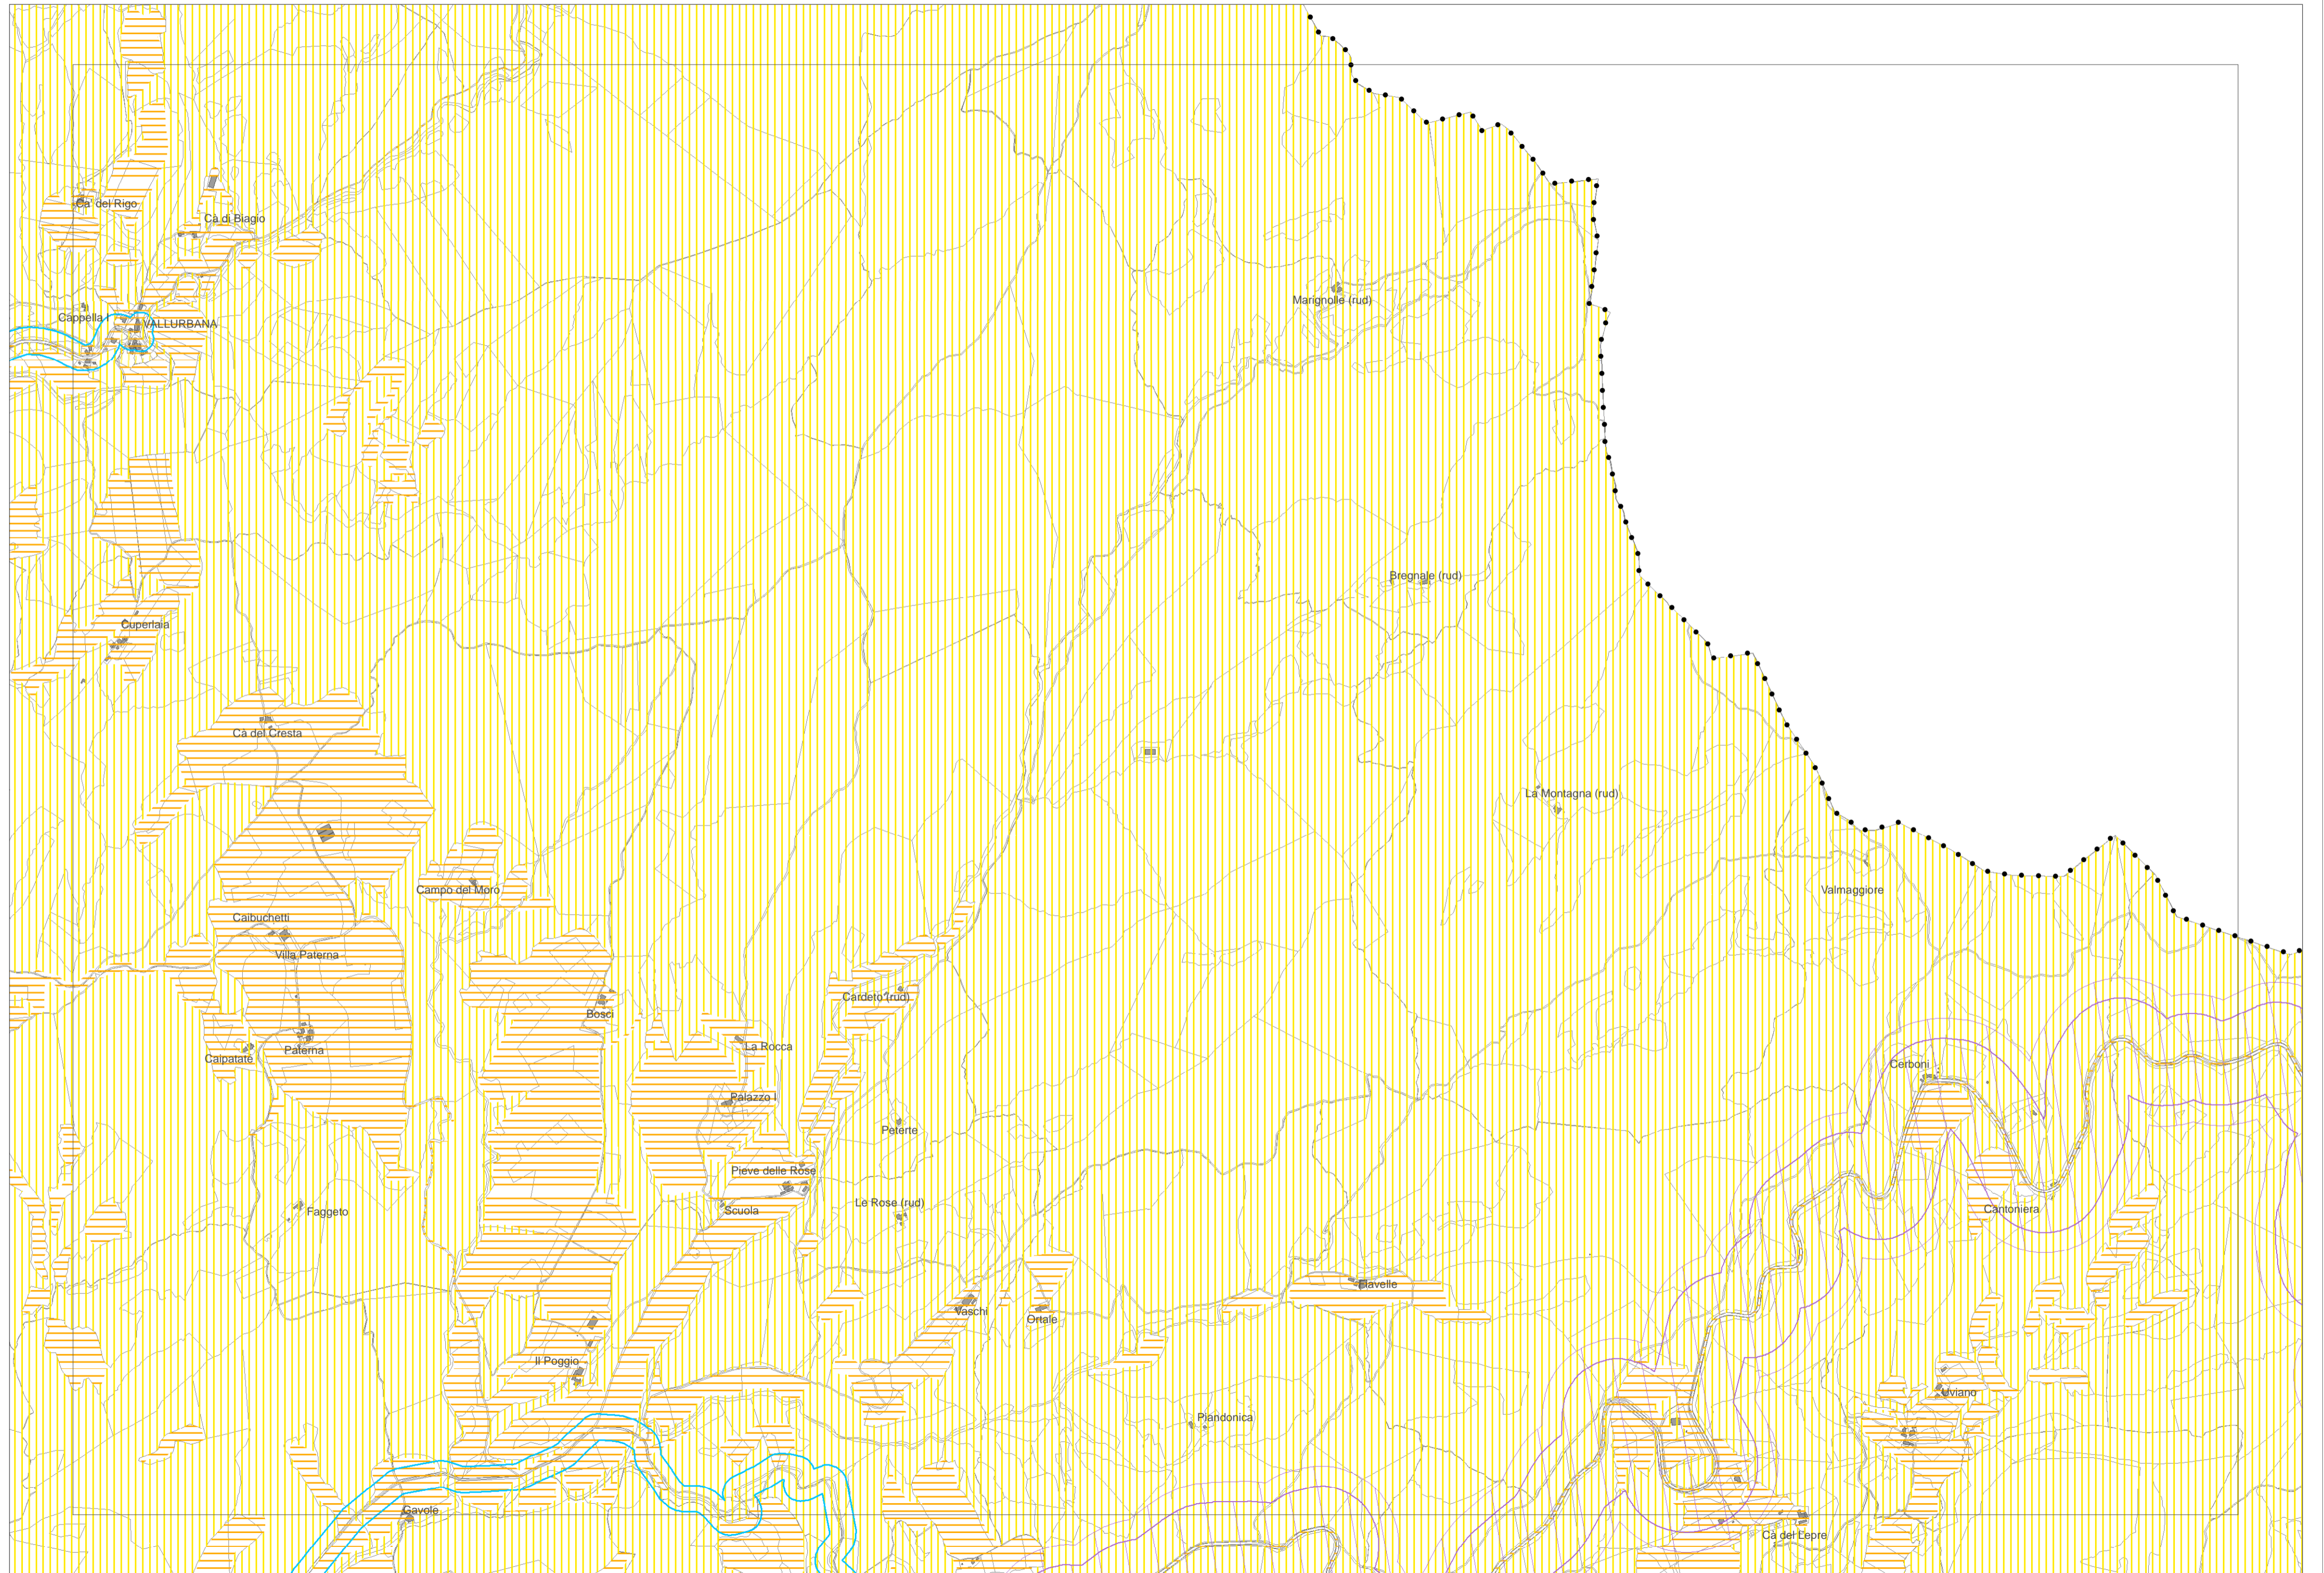 Ca' del Rigo
Cà di Biagio
Marignolle (rud)
Cappella I
VALLURBANA
Bregnale (rud)
Cuperlaia
Cà del Cresta
La Montagna (rud)
Campo del Moro
Valmaggiore
Caibuchetti
Villa Paterna
Cardeto (rud)
Bosci
La Rocca
Paterna
Caipatate
Cerboni
Palazzo I
Peterte
Pieve delle Rose
Le Rose (rud)
Scuola
Faggeto
Cantoniera
Elavelle
Vaschi
Ortale
Il Poggio
Uviano
Piandonica
Gavole
Cà del Lepre